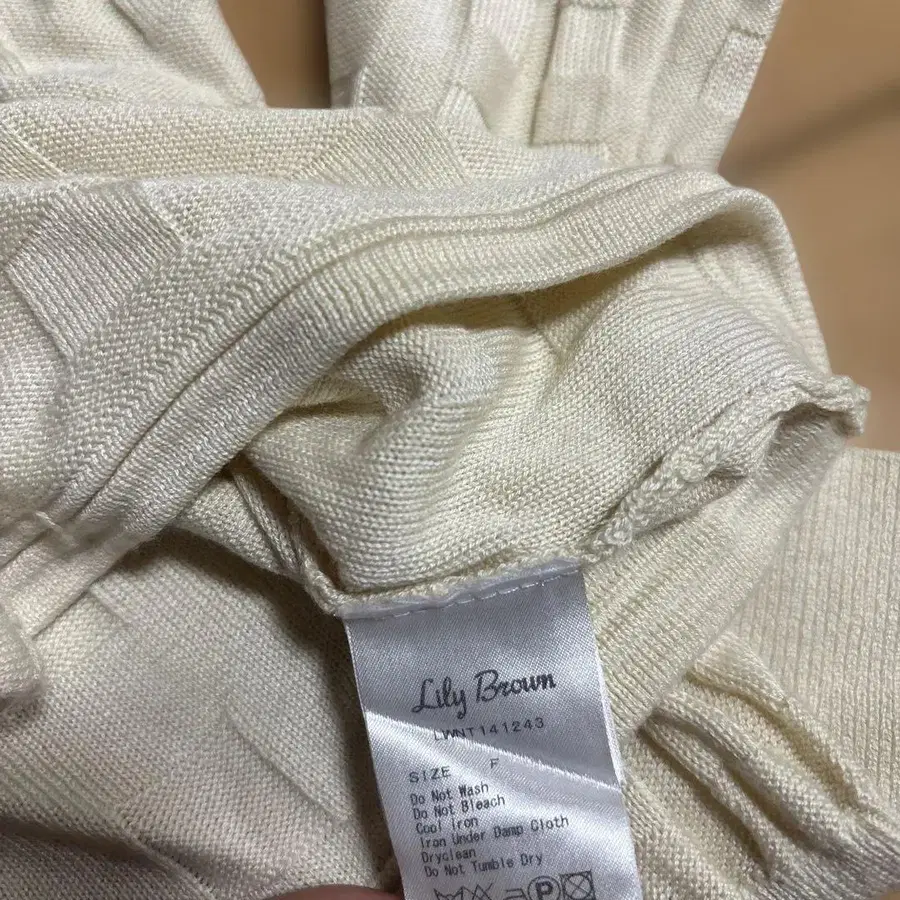 Lily Brown
LWNT141243
SIZE F
Do Not Wash
Do Not Bleach
Cool Iron
Iron Under Damp Cloth
Dryclean
Do Not Tumble Dry
P